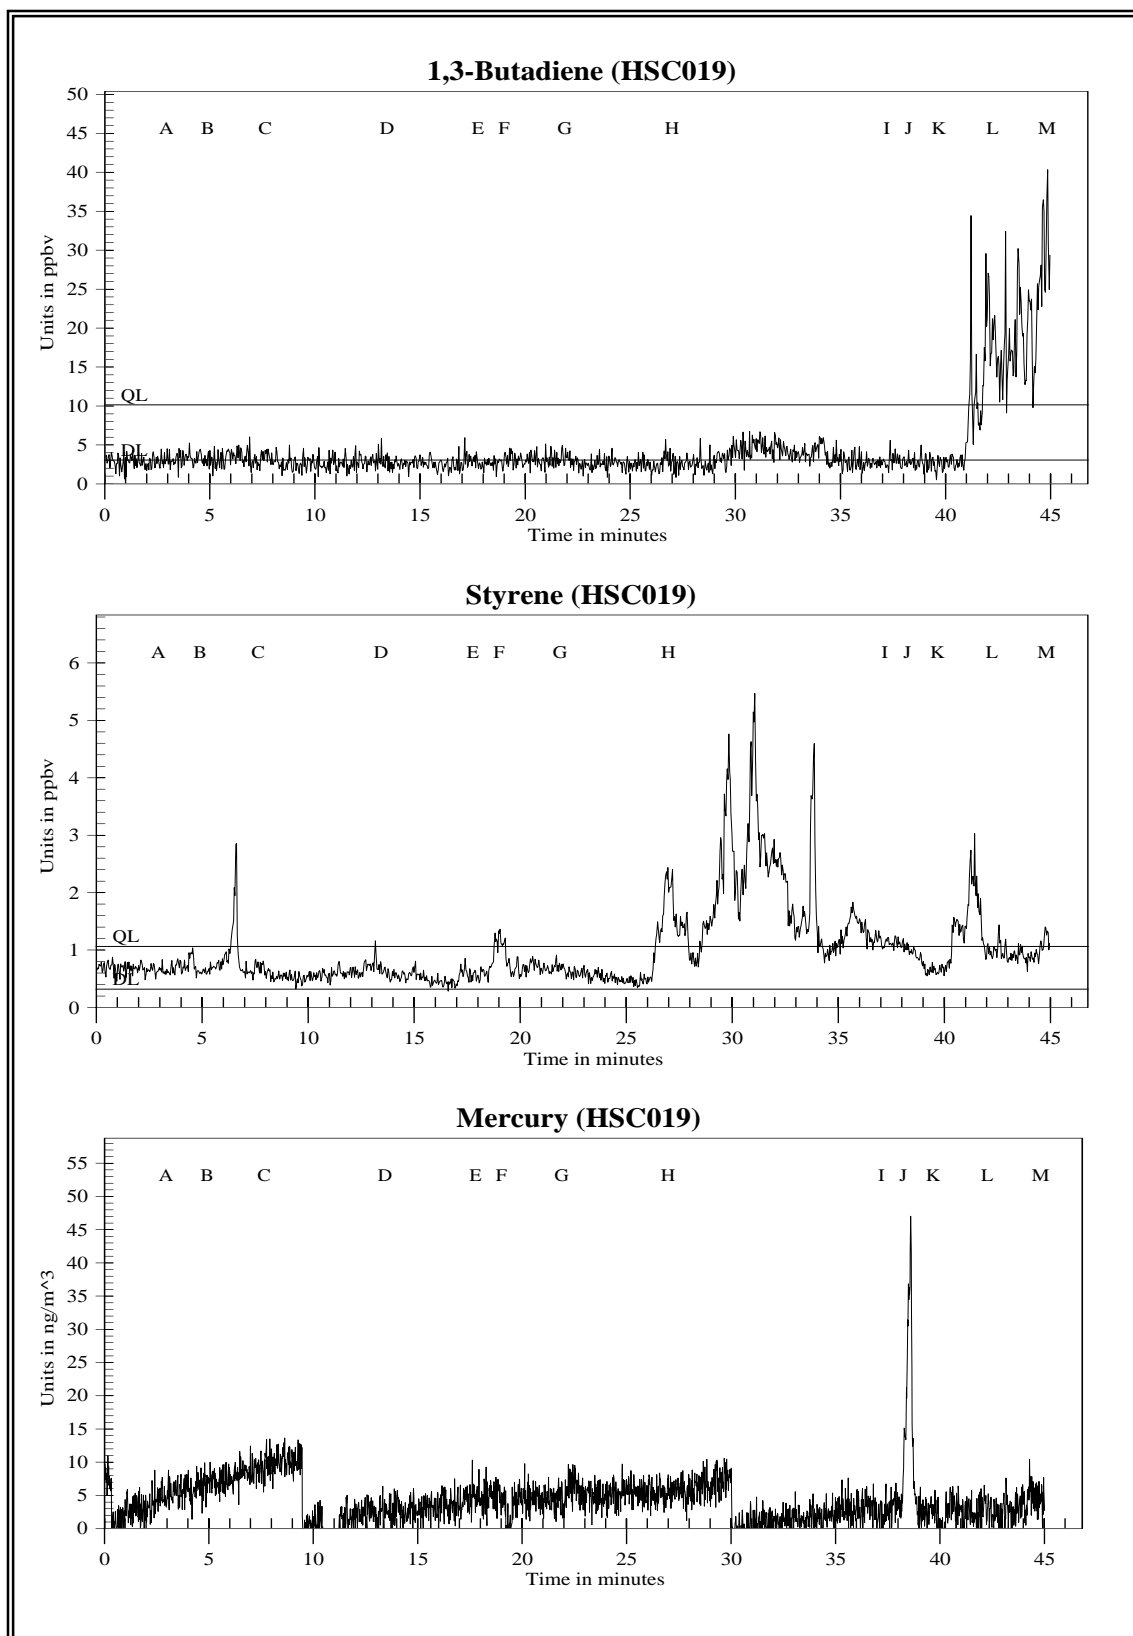 1,3-Butadiene (HSC019)
50
A B C D E F G H I J K L M
45
40
35
30
25
20
15
QL
10
DL
5
0
Units in ppbv
0 5 10 15 20 25 30 35 40 45
Time in minutes
Styrene (HSC019)
A B C D E F G H I J K L M
6
5
4
3
2
QL
1
DL
0
Units in ppbv
0 5 10 15 20 25 30 35 40 45
Time in minutes
Mercury (HSC019)
A B C D E F G H I J K L M
55
50
45
40
35
30
25
20
15
10
5
0
Units in ng/m^3
0 5 10 15 20 25 30 35 40 45
Time in minutes